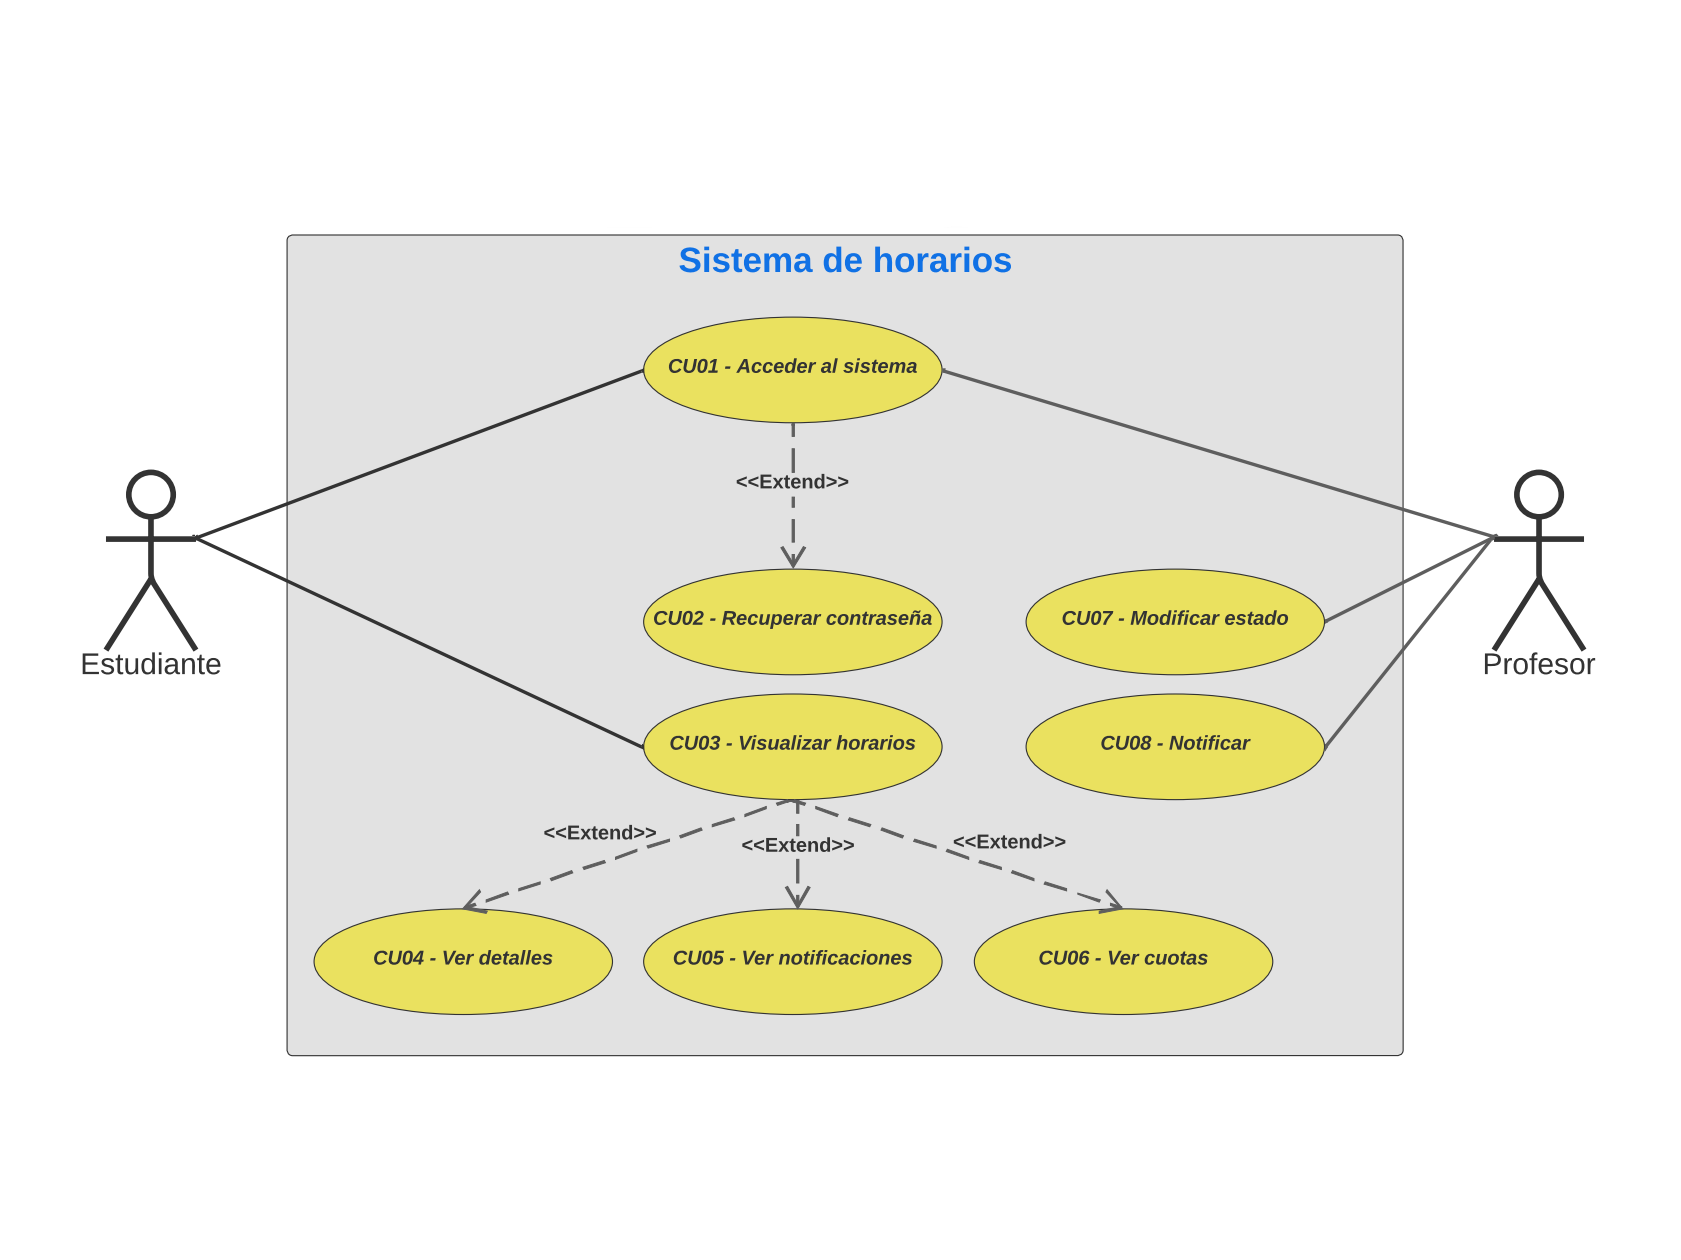 Sistema de horarios
CU01 - Acceder al sistema
<<Extend>>
CU02 - Recuperar contraseña
CU07 - Modificar estado
Estudiante
Profesor
CU03 - Visualizar horarios
CU08 - Notificar
<<Extend>>
<<Extend>>
<<Extend>>
CU04 - Ver detalles
CU05 - Ver notificaciones
CU06 - Ver cuotas